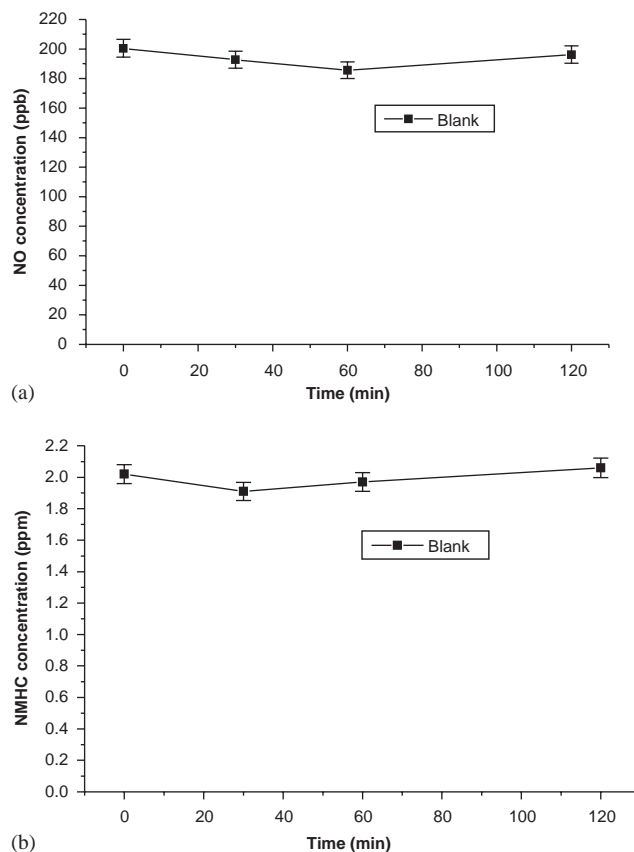 220
200
180
160
140
120
100
80
60
40
20
0
NO concentration (ppb)
Blank
0 20 40 60 80 100 120
(a)
Time (min)
2.2
2.0
1.8
1.6
1.4
1.2
1.0
0.8
0.6
0.4
0.2
0.0
NMHC concentration (ppm)
Blank
0 20 40 60 80 100 120
(b)
Time (min)